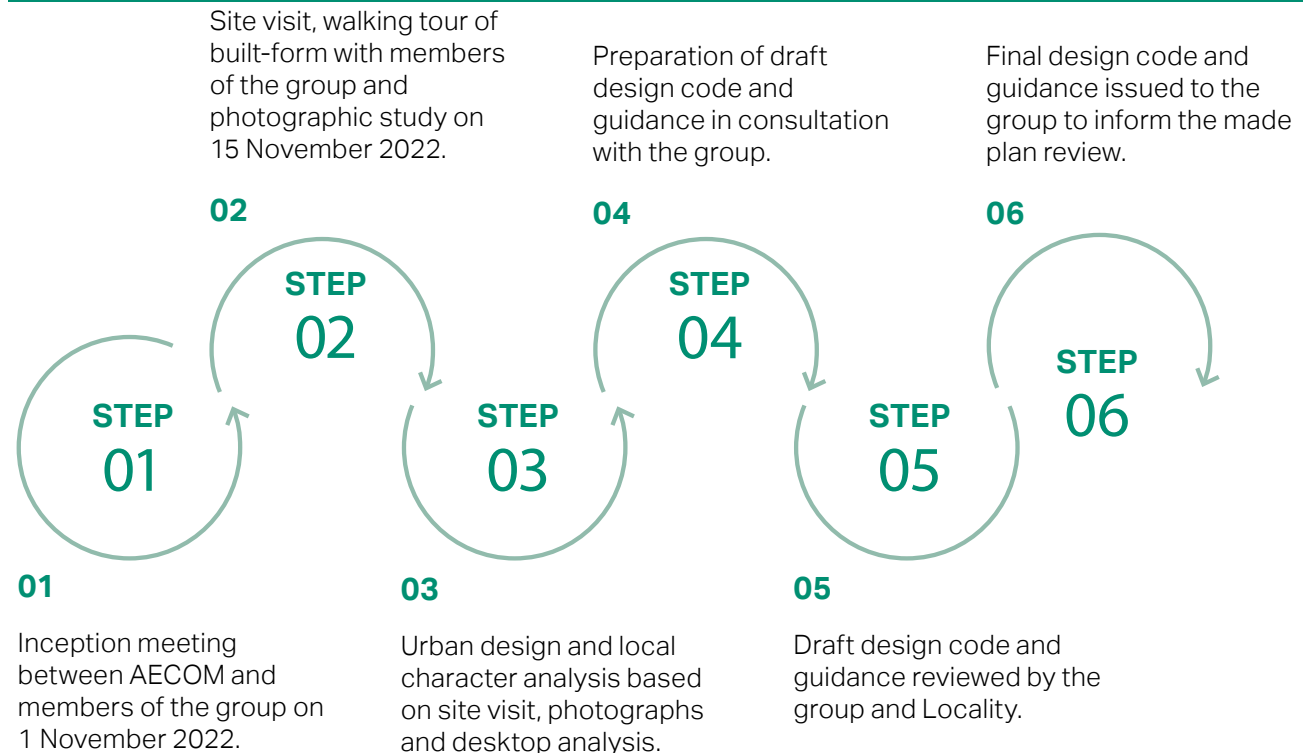 Site visit, walking tour of
built-form with members
of the group and
photographic study on
15 November 2022.
Preparation of draft
design code and
guidance in consultation
with the group.
Final design code and
guidance issued to the
group to inform the made
plan review.
02
04
06
STEP
02
STEP
04
STEP
06
STEP
01
STEP
03
STEP
05
01
Inception meeting
between AECOM and
members of the group on
1 November 2022.
03
Urban design and local
character analysis based
on site visit, photographs
and desktop analysis.
05
Draft design code and
guidance reviewed by the
group and Locality.